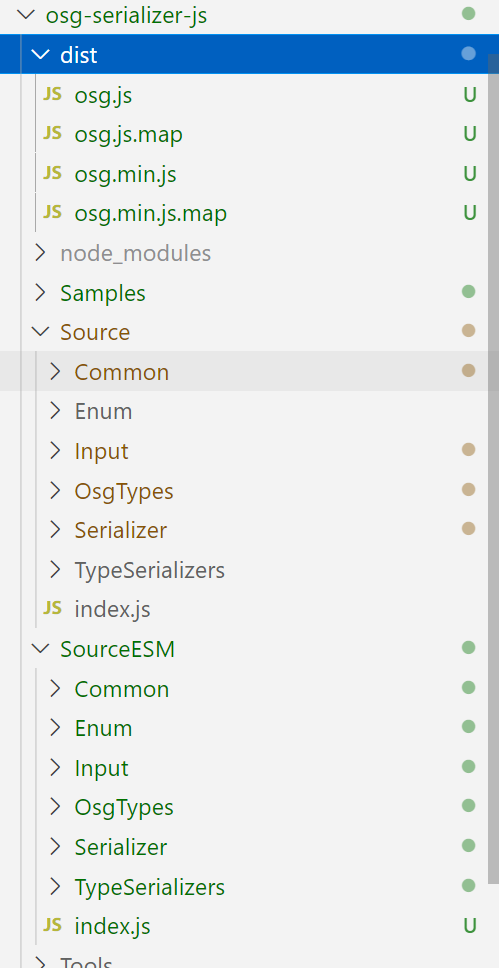 osg-serializer-js
dist
JS osg.js U
JS osg.js.map U
JS osg.min.js U
JS osg.min.js.map U
node_modules
Samples
Source
Common
Enum
Input
OsgTypes
Serializer
TypeSerializers
JS index.js
SourceESM
Common
Enum
Input
OsgTypes
Serializer
TypeSerializers
JS index.js U
Tools